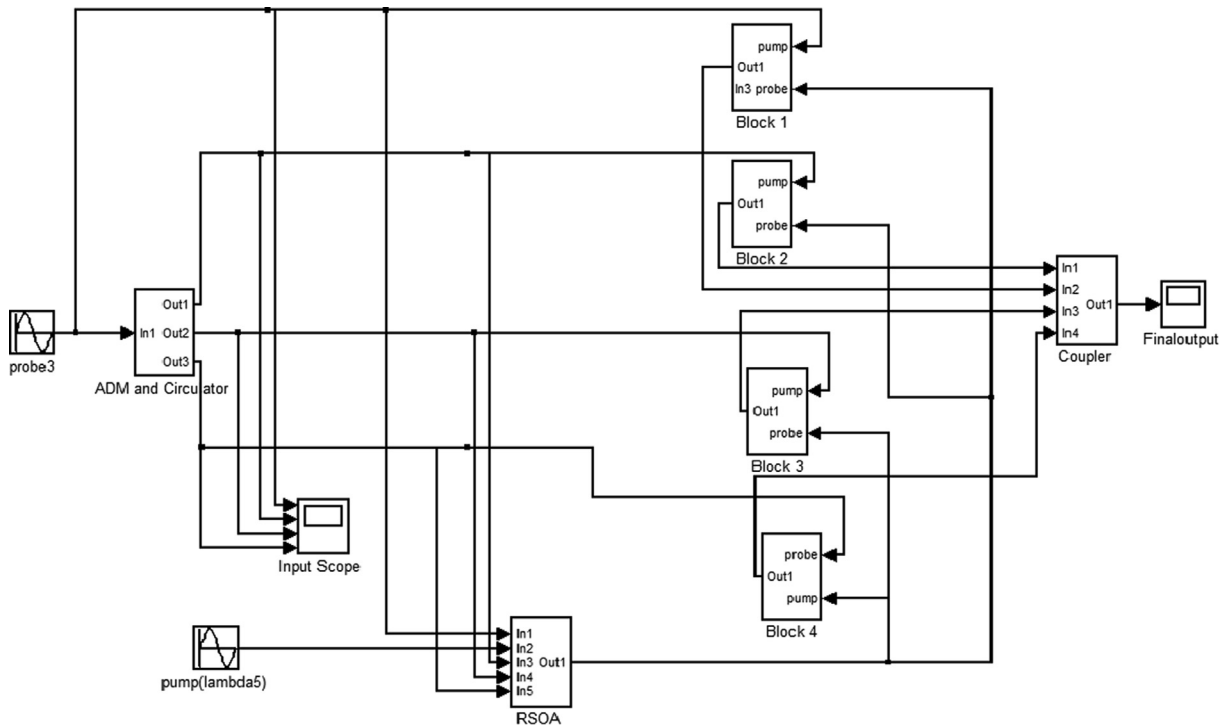 pump
Out1
In3 probe
Block 1
pump
Out1
probe
Block 2
In1
In2
In3
In4
Out1
Coupler
Finaloutput
probe3
In1
Out1
Out2
Out3
ADM and Circulator
pump
Out1
probe
Block 3
Input Scope
probe
Out1
pump
Block 4
pump(lambda5)
In1
In2
In3
In4
In5
Out1
RSOA